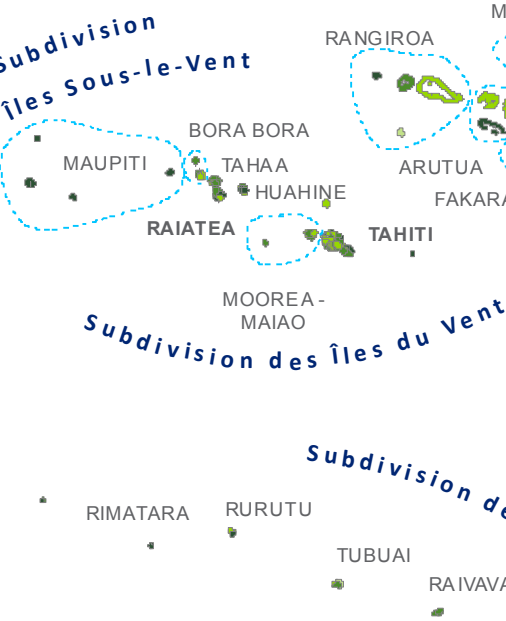 Subdivision
Îles Sous-le-Vent
RANGIROA
BORA BORA
MAUPITI
TAHAA
ARUTUA
HUAHINE
FAKARA
RAIATEA
TAHITI
MOOREA -
MAIAO
Subdivision des Îles du Vent
Subdivision de
RIMATARA
RURUTU
TUBUAI
RAIVAVA